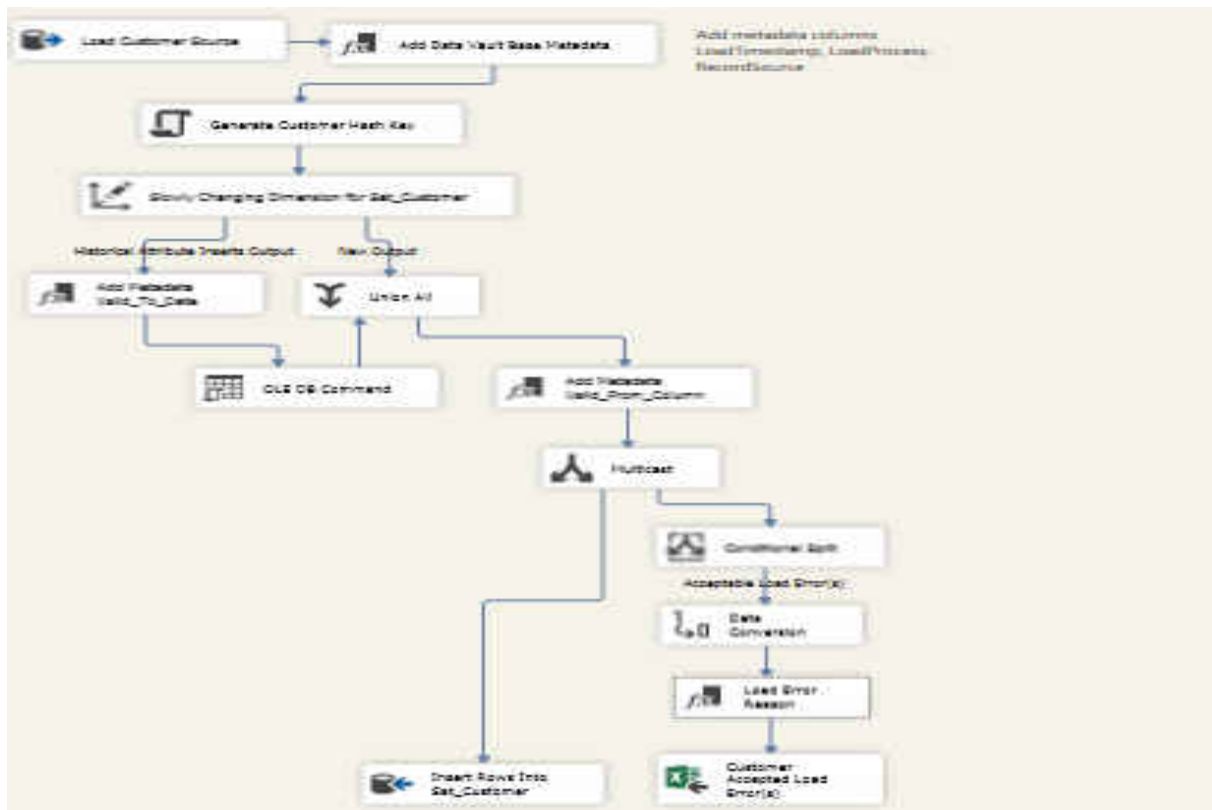 Load Customer Source
Add Data Vault Base Metadata
Add metadata columns
LoadTimestamp, LoadProcess,
RecordSource
Generate Customer Hash Key
Slowly Changing Dimension for Sat_Customer
Historical Attribute Inserts Output
New Output
Add Metadata
Valid_To_Date
Union All
OLE DB Command
Add Metadata
Valid_From_Column
Multicast
Conditional Split
Acceptable Load Error(s)
Data
Conversion
Load Error
Reason
Insert Rows Into
Sat_Customer
Customer
Accepted Load
Error(s)